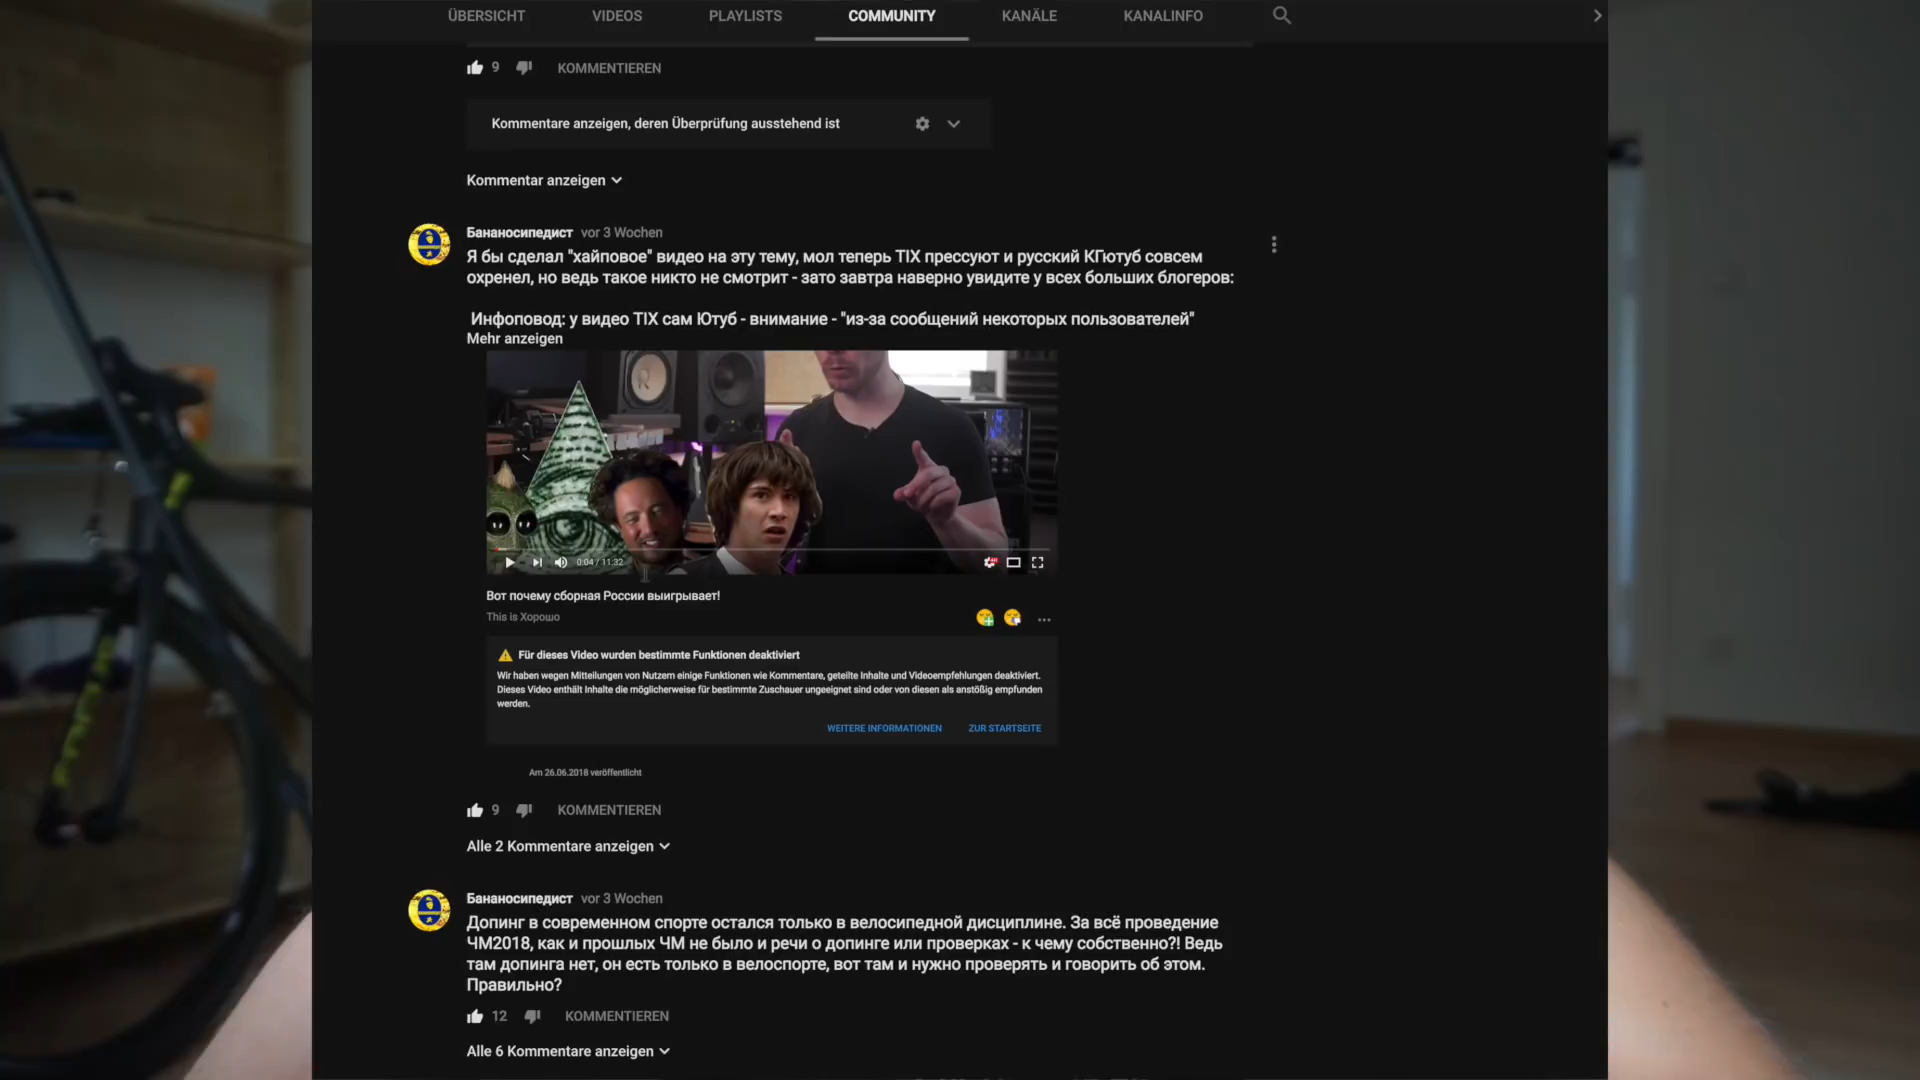 ÜBERSICHT VIDEOS PLAYLISTS COMMUNITY KANÄLE KANALINFO
9 KOMMENTIEREN
Kommentare anzeigen, deren Überprüfung ausstehend ist
Kommentar anzeigen
Бананосипедист vor 3 Wochen
Я бы сделал "хайповое" видео на эту тему, мол теперь TIX прессуют и русский КГютуб совсем
охренел, но ведь такое никто не смотрит - зато завтра наверно увидите у всех больших блогеров:
Инфоповод: у видео TIX сам Ютуб - внимание - "из-за сообщений некоторых пользователей"
Mehr anzeigen
0:04 / 11:32
Вот почему сборная России выигрывает!
This is Хорошо
Für dieses Video wurden bestimmte Funktionen deaktiviert
Wir haben wegen Mitteilungen von Nutzern einige Funktionen wie Kommentare, geteilte Inhalte und Videoempfehlungen deaktiviert.
Dieses Video enthält Inhalte die möglicherweise für bestimmte Zuschauer ungeeignet sind oder von diesen als anstößig empfunden
werden.
WEITERE INFORMATIONEN ZUR STARTSEITE
Am 26.06.2018 veröffentlicht
9 KOMMENTIEREN
Alle 2 Kommentare anzeigen
Бананосипедист vor 3 Wochen
Допинг в современном спорте остался только в велосипедной дисциплине. За всё проведение
ЧМ2018, как и прошлых ЧМ не было и речи о допинге или проверках - к чему собственно?! Ведь
там допинга нет, он есть только в велоспорте, вот там и нужно проверять и говорить об этом.
Правильно?
12 KOMMENTIEREN
Alle 6 Kommentare anzeigen